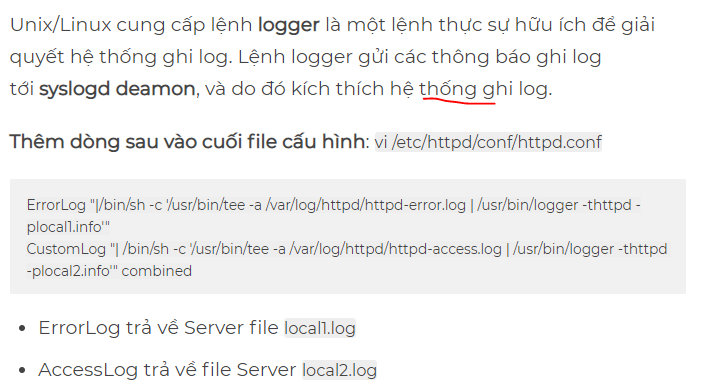 Unix/Linux cung cấp lệnh logger là một lệnh thực sự hữu ích để giải
quyết hệ thống ghi log. Lệnh logger gửi các thông báo ghi log
tới syslogd deamon, và do đó kích thích hệ thống ghi log.
Thêm dòng sau vào cuối file cấu hình: vi /etc/httpd/conf/httpd.conf
ErrorLog "|/bin/sh -c '/usr/bin/tee -a /var/log/httpd/httpd-error.log | /usr/bin/logger -thttpd -
plocal1.info'"
CustomLog "| /bin/sh -c '/usr/bin/tee -a /var/log/httpd/httpd-access.log | /usr/bin/logger -thttpd
-plocal2.info'" combined
• ErrorLog trả về Server file local1.log
• AccessLog trả về file Server local2.log